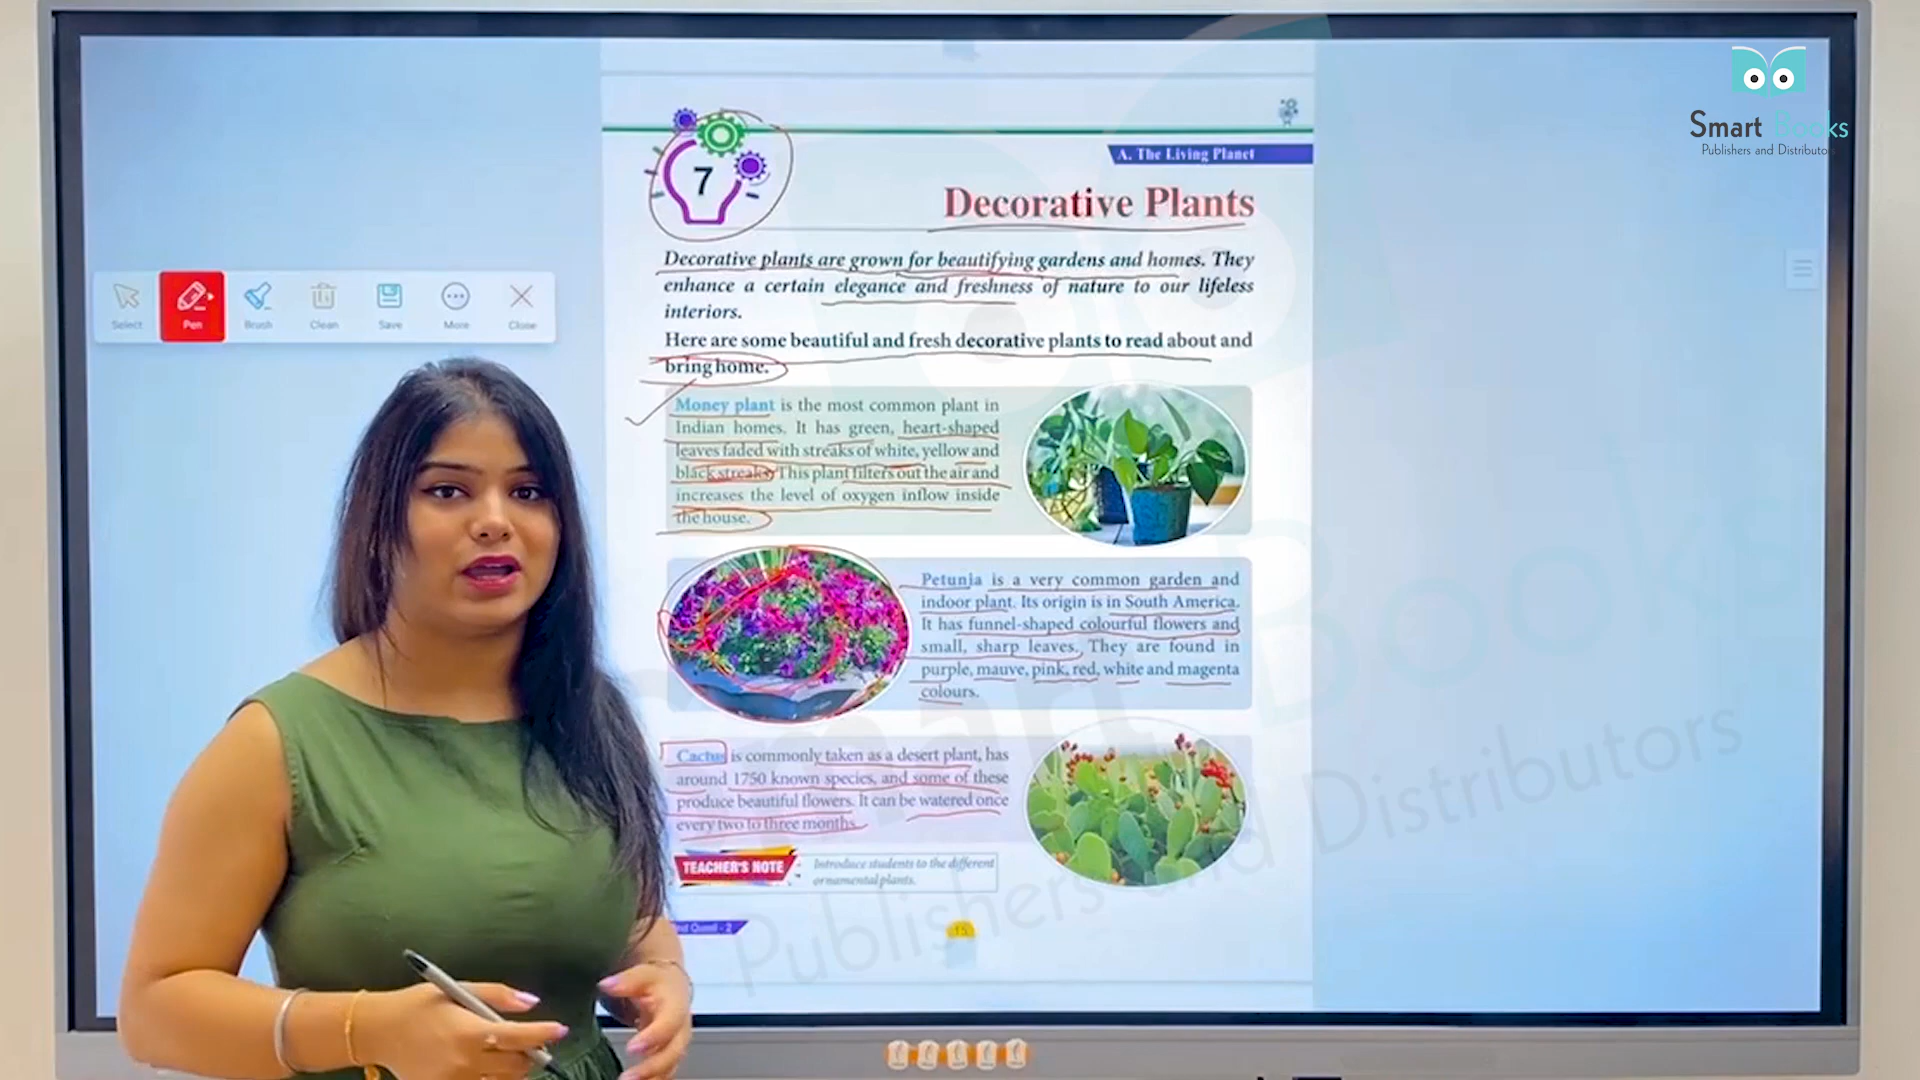 Smart Books
Publishers and Distributors
7
A. The Living Planet
Decorative Plants
Decorative plants are grown for beautifying gardens and homes. They
enhance a certain elegance and freshness of nature to our lifeless
interiors.
Here are some beautiful and fresh decorative plants to read about and
bring home.
Select
Pen
Brush
Clean
Save
More
Close
Money plant is the most common plant in
Indian homes. It has green, heart-shaped
leaves faded with streaks of white, yellow and
black streaks. This plant filters out the air and
increases the level of oxygen inflow inside
the house.
Petunia is a very common garden and
indoor plant. Its origin is in South America.
It has funnel-shaped colourful flowers and
small, sharp leaves. They are found in
purple, mauve, pink, red, white and magenta
colours.
Cactus is commonly taken as a desert plant, has
around 1750 known species, and some of these
produce beautiful flowers. It can be watered once
every two to three months.
TEACHER'S NOTE
Introduce students to the different
ornamental plants.
Quest - 2
15
Smart Books
Publishers and Distributors